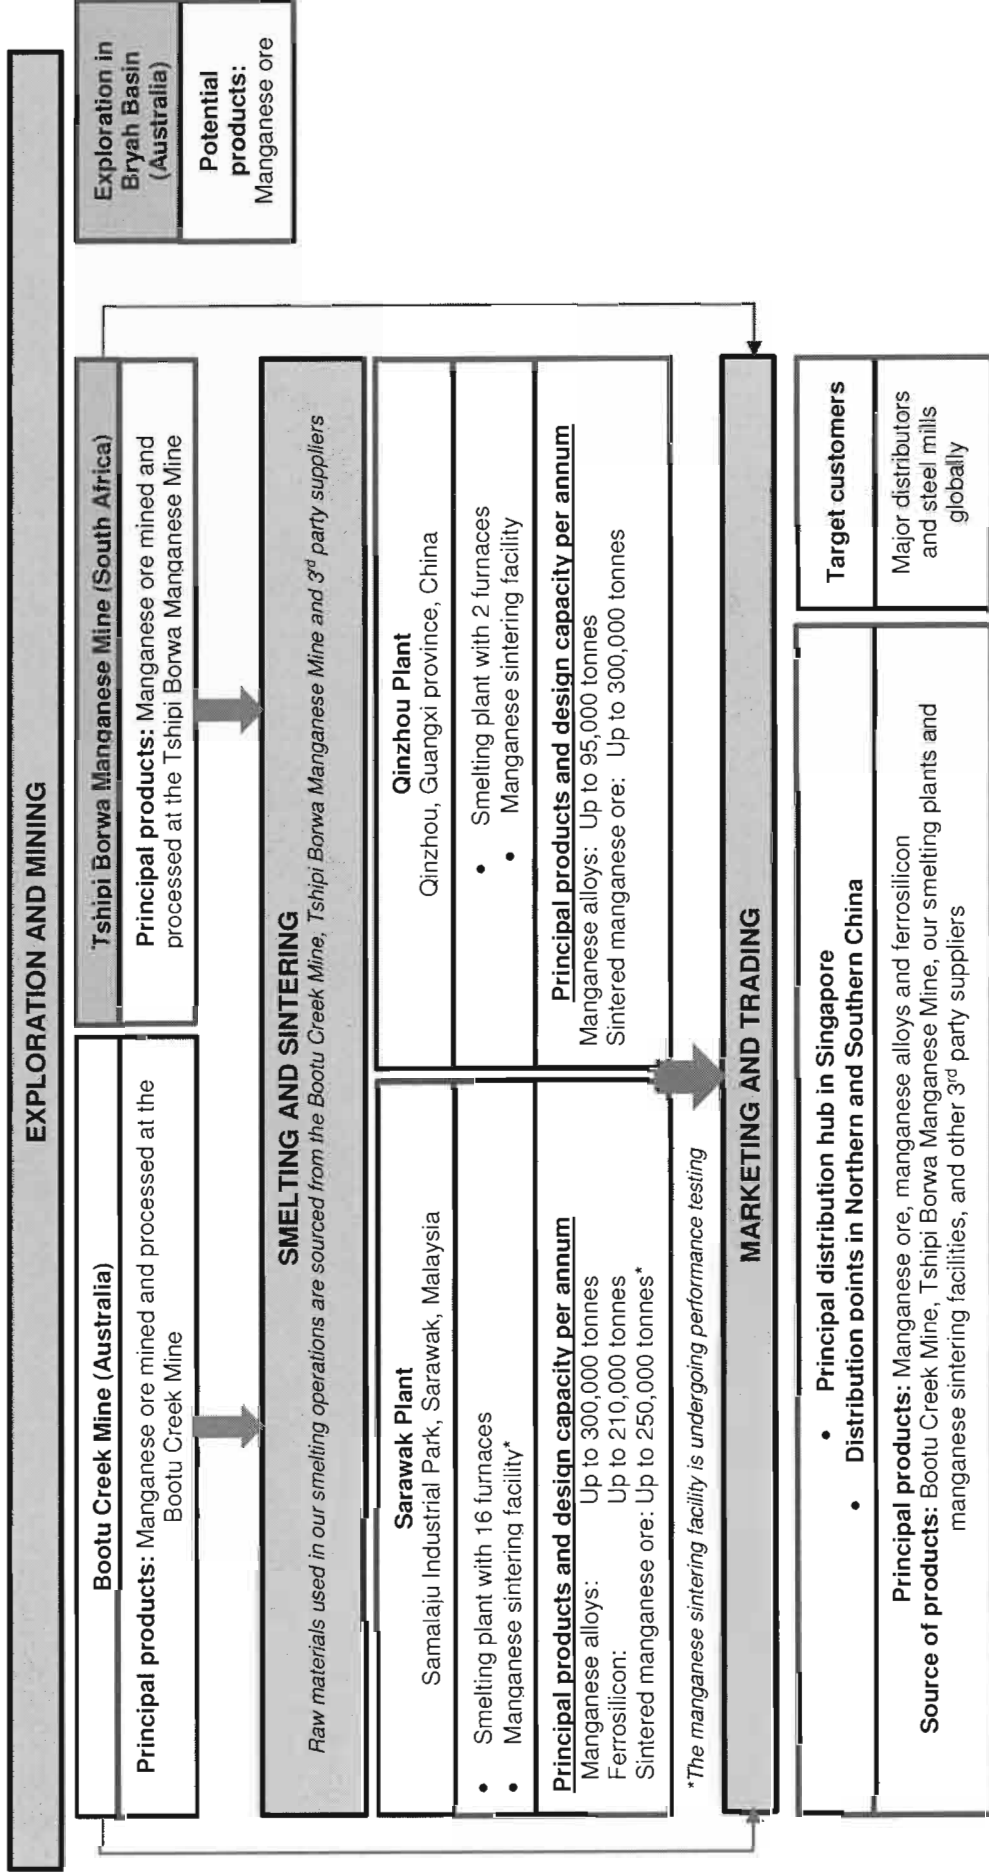 EXPLORATION AND MINING
Bootu Creek Mine (Australia)
Principal products: Manganese ore mined and processed at the
Bootu Creek Mine
*Tshipi Borwa Manganese Mine (South Africa)
Principal products: Manganese ore mined and
processed at the Tshipi Borwa Manganese Mine
Exploration in
Bryah Basin
(Australia)
Potential
products:
Manganese ore
SMELTING AND SINTERING
Raw materials used in our smelting operations are sourced from the Bootu Creek Mine, Tshipi Borwa Manganese Mine and 3rd party suppliers
Sarawak Plant
Samalaju Industrial Park, Sarawak, Malaysia
• Smelting plant with 16 furnaces
• Manganese sintering facility*
Principal products and design capacity per annum
Manganese alloys: Up to 300,000 tonnes
Ferrosilicon: Up to 210,000 tonnes
Sintered manganese ore: Up to 250,000 tonnes*
Qinzhou Plant
Qinzhou, Guangxi province, China
• Smelting plant with 2 furnaces
• Manganese sintering facility
Principal products and design capacity per annum
Manganese alloys: Up to 95,000 tonnes
Sintered manganese ore: Up to 300,000 tonnes
*The manganese sintering facility is undergoing performance testing
MARKETING AND TRADING
• Principal distribution hub in Singapore
• Distribution points in Northern and Southern China
Principal products: Manganese ore, manganese alloys and ferrosilicon
Source of products: Bootu Creek Mine, Tshipi Borwa Manganese Mine, our smelting plants and
manganese sintering facilities, and other 3rd party suppliers
Target customers
Major distributors
and steel mills
globally